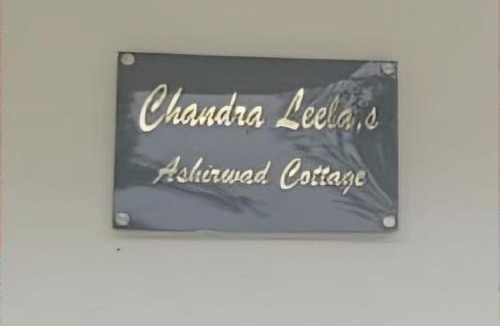 Chandra Leela,s
Ashirwad Cottage